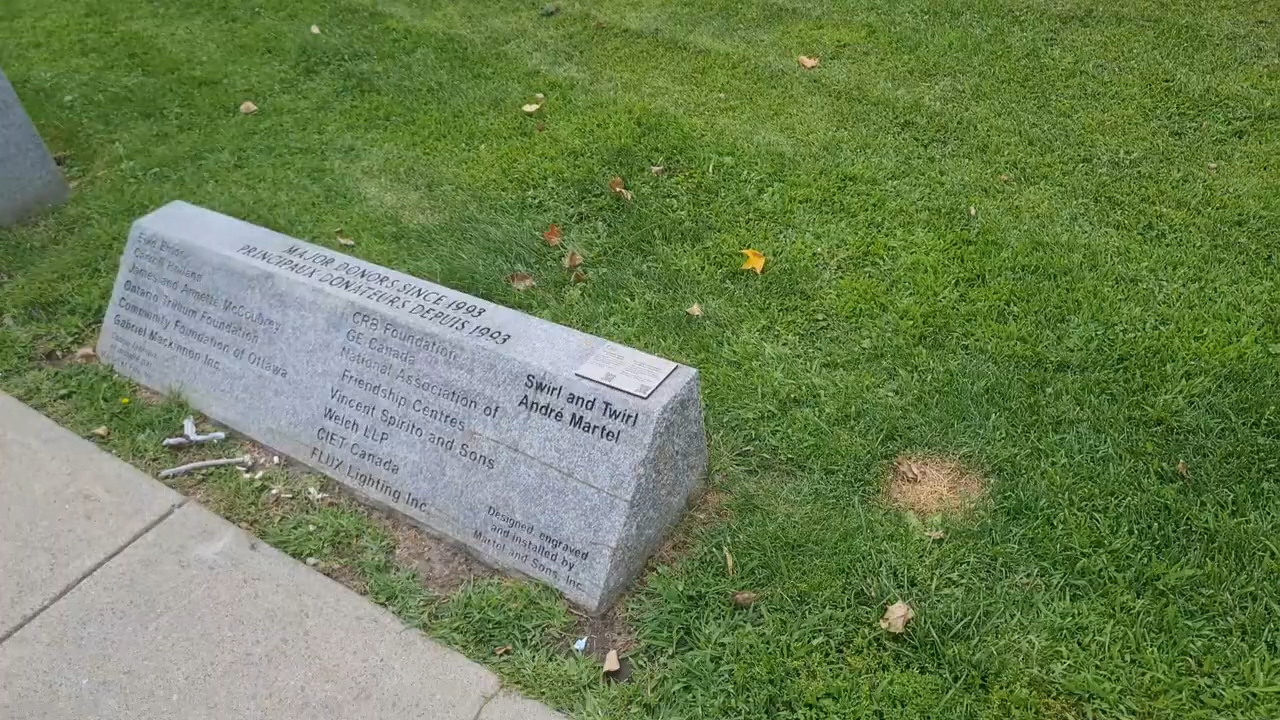 MAJOR DONORS SINCE 1993
PRINCIPAUX DONATEURS DEPUIS 1993
James and Annette McCoubrey
Ontario Trillium Foundation
Community Foundation of Ottawa
Gabriel Mackinnon Inc.
CRB Foundation
GE Canada
National Association of
Friendship Centres
Vincent Spirito and Sons
Welch LLP
CIET Canada
FLUX Lighting Inc
Swirl and Twirl
André Martel
Designed, engraved
and installed by
Martel and Sons, Inc.